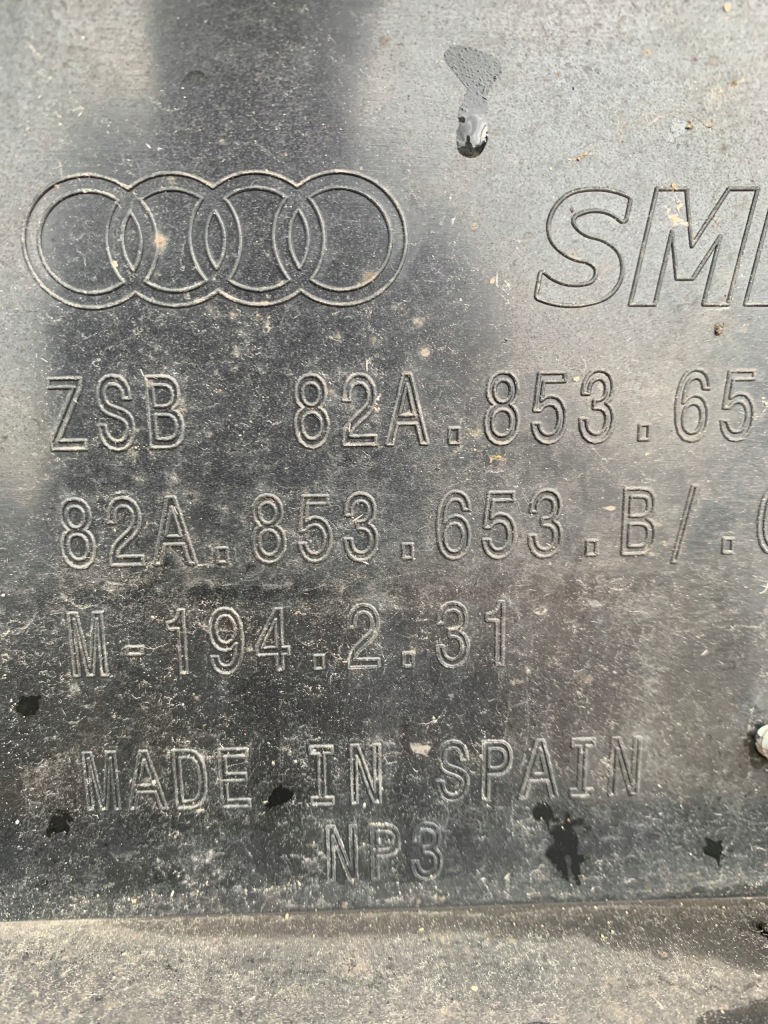 SM
ZSB 82A.853.65
82A.853.653.B/.
M-194.2.31
MADE IN SPAIN
NP3